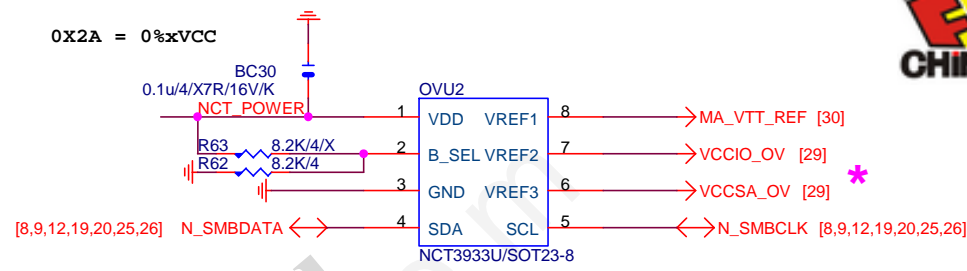 0X2A = 0%xVCC
BC30
0.1u/4/X7R/16V/K
NCT_POWER
OVU2
1 VDD VREF1 8 MA_VTT_REF [30]
R63 8.2K/4/X
2 B_SEL VREF2 7 VCCIO_OV [29]
R62 8.2K/4
3 GND VREF3 6 VCCSA_OV [29] *
[8,9,12,19,20,25,26] N_SMBDATA 4 SDA SCL 5 N_SMBCLK [8,9,12,19,20,25,26]
NCT3933U/SOT23-8